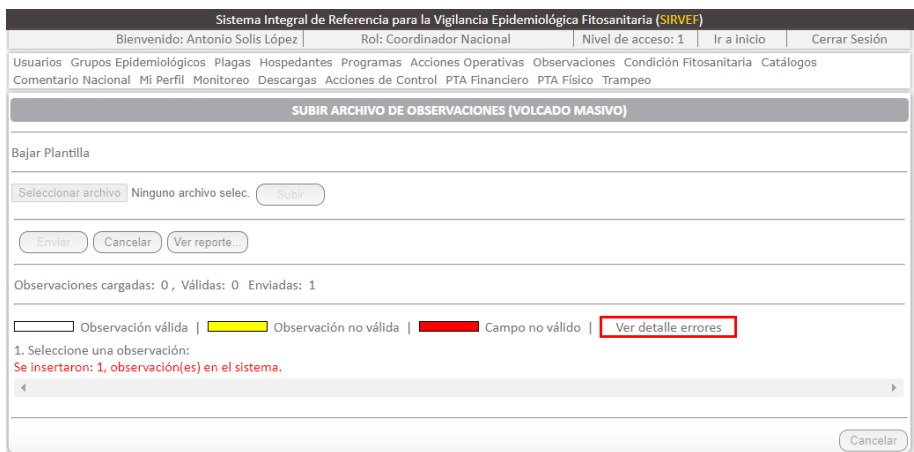 Sistema Integral de Referencia para la Vigilancia Epidemiológica Fitosanitaria (SIRVEF)
Bienvenido: Antonio Solis López Rol: Coordinador Nacional Nivel de acceso: 1 Ir a inicio Cerrar Sesión
Usuarios Grupos Epidemiológicos Plagas Hospedantes Programas Acciones Operativas Observaciones Condición Fitosanitaria Catálogos
Comentario Nacional Mi Perfil Monitoreo Descargas Acciones de Control PTA Financiero PTA Físico Trampeo
SUBIR ARCHIVO DE OBSERVACIONES (VOLCADO MASIVO)
Bajar Plantilla
Seleccionar archivo Ninguno archivo selec. Subir
Enviar Cancelar Ver reporte...
Observaciones cargadas: 0 , Válidas: 0 Enviadas: 1
Observación válida | Observación no válida | Campo no válido | Ver detalle errores
1. Seleccione una observación:
Se insertaron: 1, observación(es) en el sistema.
Cancelar